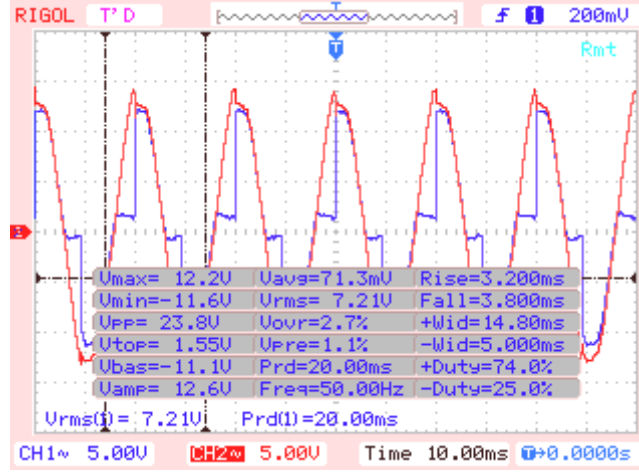 RIGOL T'D 1 200mV
T
Rmt
Vmax= 12.2V Vavg=71.3mV Rise=3.200ms
Vmin=-11.6V Vrms= 7.21V Fall=3.800ms
Vpp= 23.8V Vovr=2.7% +Wid=14.80ms
Vtop= 1.55V Vpre=1.1% -Wid=5.000ms
Vbas=-11.1V Prd=20.00ms +Duty=74.0%
Vamp= 12.6V Freq=50.00Hz -Duty=25.0%
Vrms(1)= 7.21V Prd(1)=20.00ms
CH1~ 5.00V CH2~ 5.00V Time 10.00ms T→0.0000s